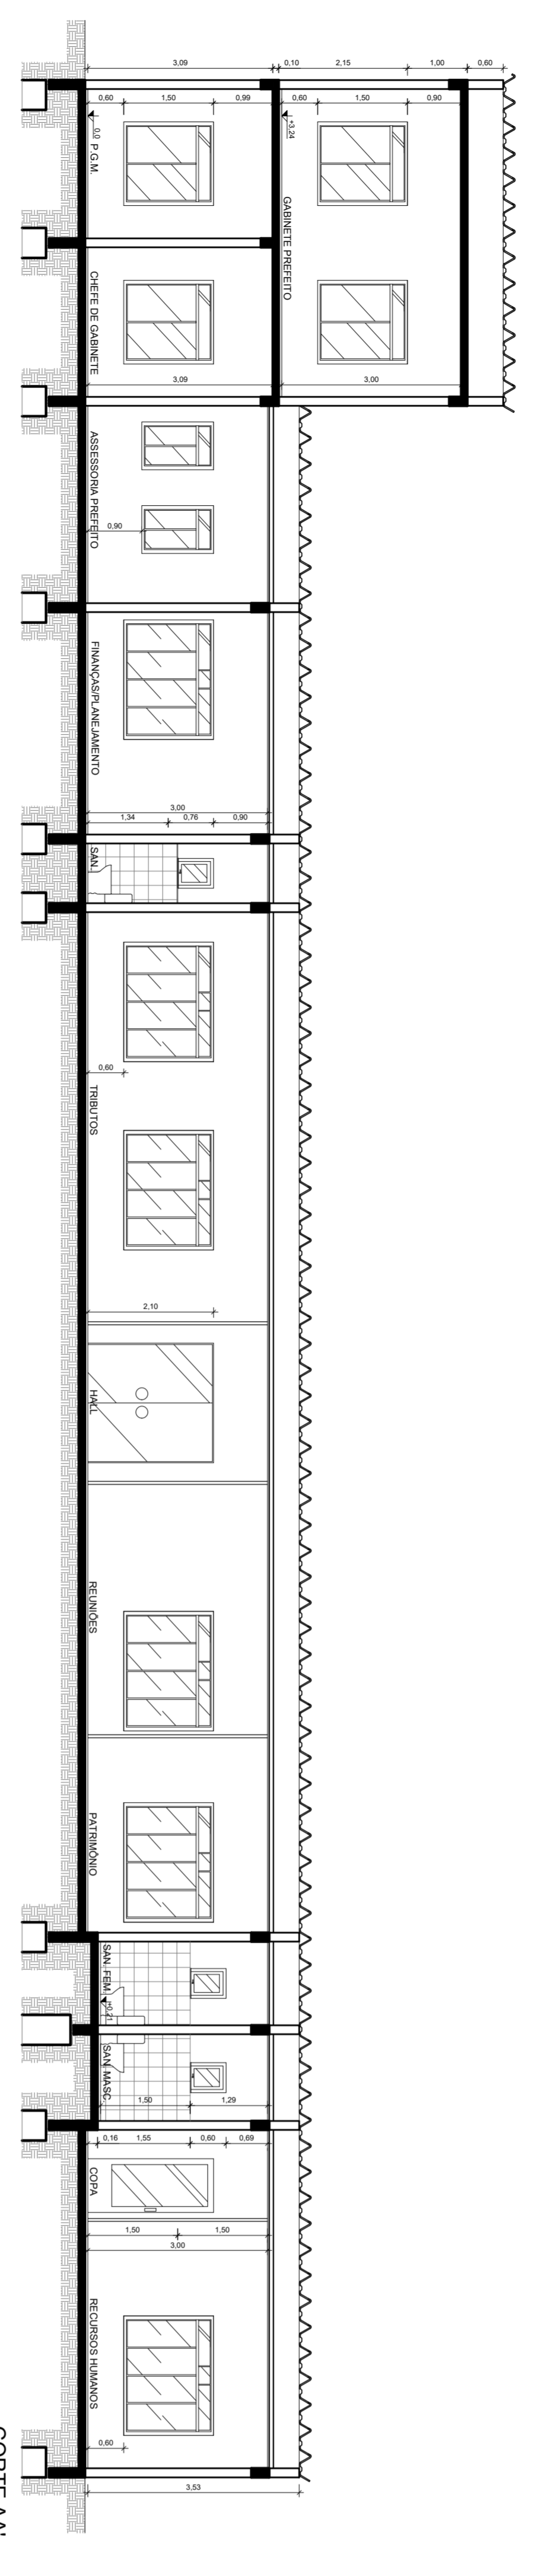 3,09
0,10
2,15
1,00
0,60
0,60
1,50
0,99
0,60
1,50
0,90
0.0
P.G.M.
+3.24
GABINETE PREFEITO
CHEFE DE GABINETE
3,09
3,00
ASSESSORIA PREFEITO
0,90
FINANÇAS/PLANEJAMENTO
3,00
1,34
0,76
0,90
SAN.
0,60
TRIBUTOS
2,10
HALL
REUNIÕES
PATRIMÔNIO
SAN. FEM.
+0.21
SAN. MASC
1,50
1,29
0,16
1,55
0,60
0,69
COPA
1,50
1,50
3,00
RECURSOS HUMANOS
0,60
3,53